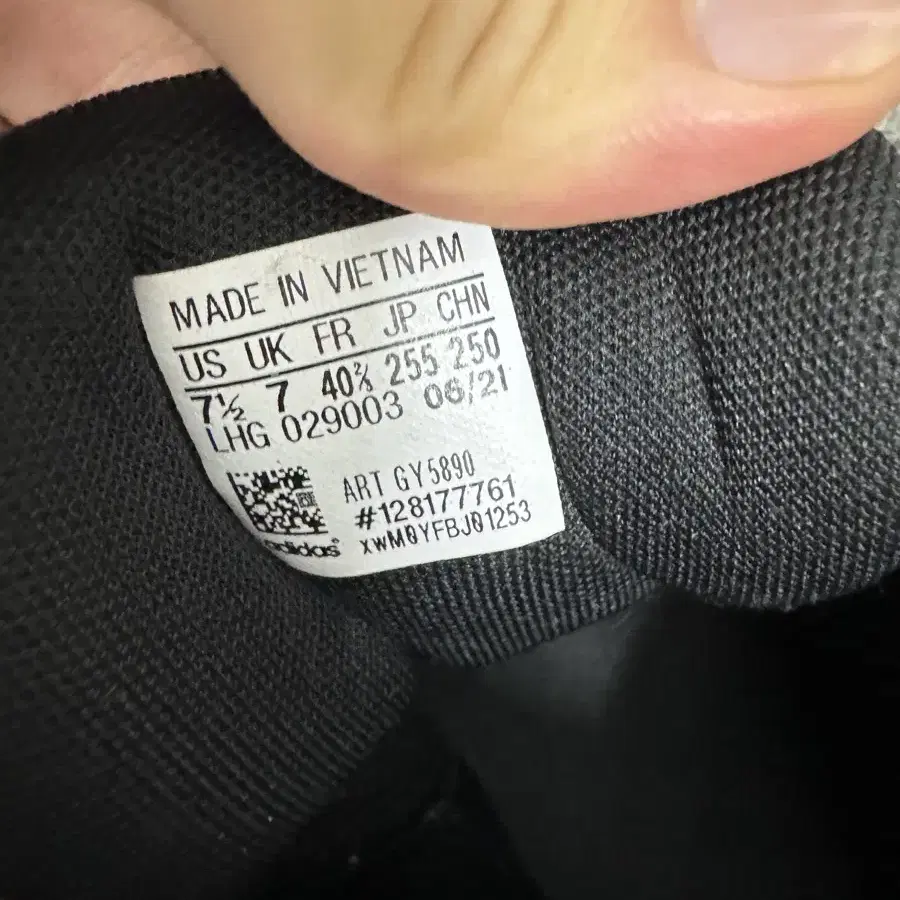 MADE IN VIETNAM
US UK FR JP CHN
7½ 7 40⅔ 255 250
LHG 029003 06/21
ART GY5890
#128177761
xwM0YFBJ01253
adidas